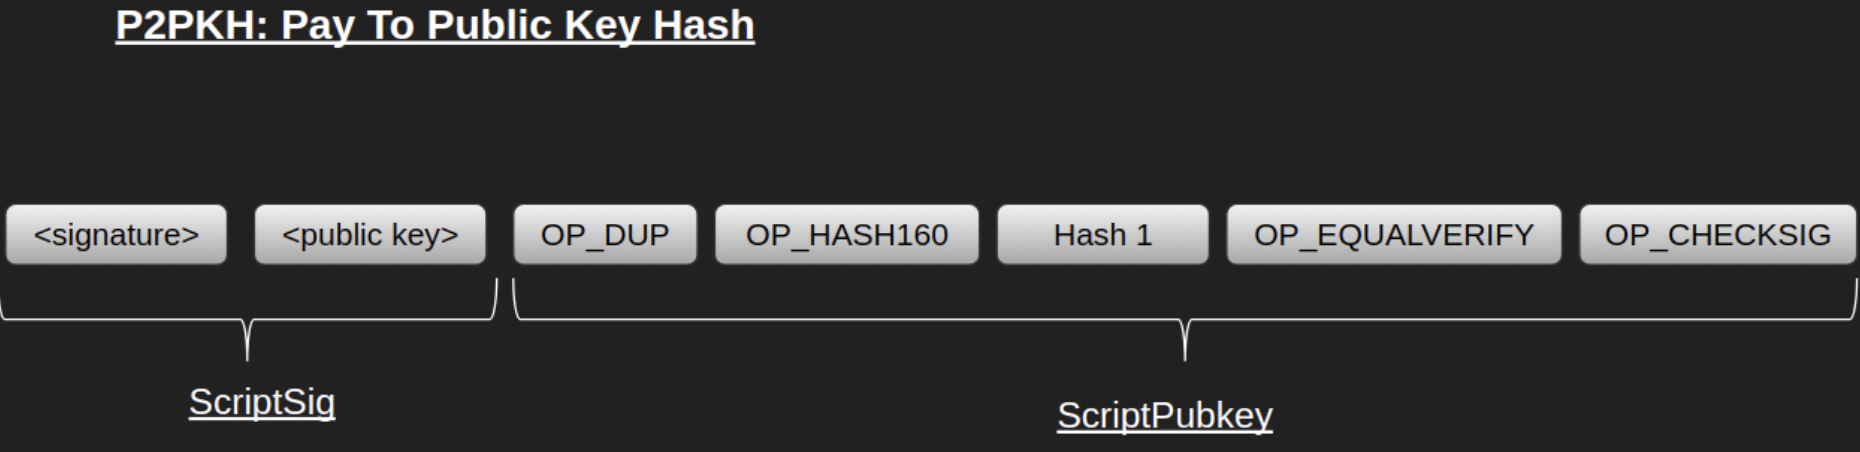 P2PKH: Pay To Public Key Hash
<signature> <public key> OP_DUP OP_HASH160 Hash 1 OP_EQUALVERIFY OP_CHECKSIG
ScriptSig
ScriptPubkey